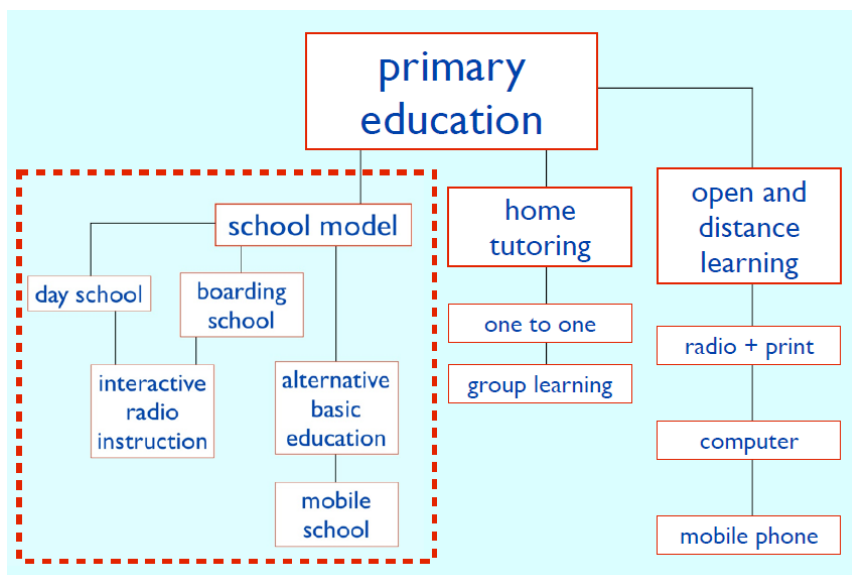 primary
education
school model
day school
boarding
school
interactive
radio
instruction
alternative
basic
education
mobile
school
home
tutoring
one to one
group learning
open and
distance
learning
radio + print
computer
mobile phone